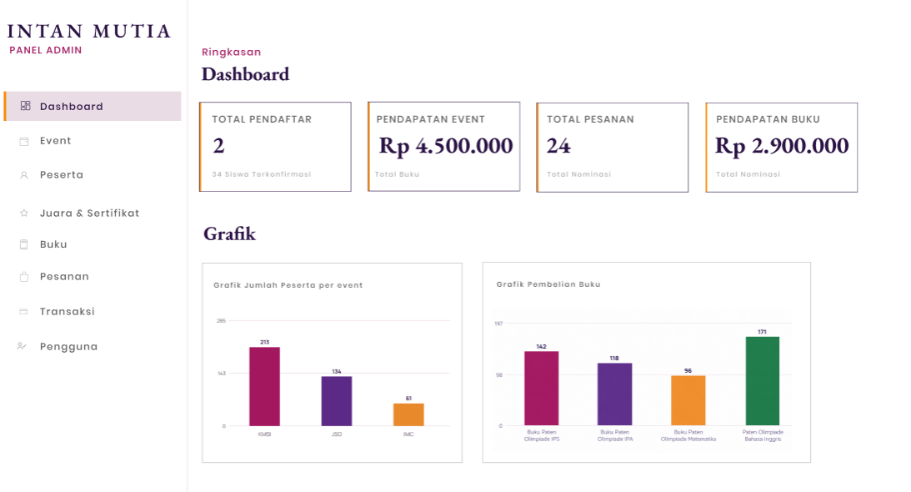 INTAN MUTIA
PANEL ADMIN
Dashboard
Event
Peserta
Juara & Sertifikat
Buku
Pesanan
Transaksi
Pengguna
Ringkasan
Dashboard
TOTAL PENDAFTAR
2
34 Siswa Terkonfirmasi
PENDAPATAN EVENT
Rp 4.500.000
Total Buku
TOTAL PESANAN
24
Total Nominasi
PENDAPATAN BUKU
Rp 2.900.000
Total Nominasi
Grafik
Grafik Jumlah Peserta per event
211
134
143
61
0
KMSI
JSO
IMC
Grafik Pembelian Buku
171
142
118
96
98
0
Buku Paten
Olimpiade IPS
Buku Paten
Olimpiade IPA
Buku Paten
Olimpiade Matematika
Paten Olimpiade
Bahasa Inggris